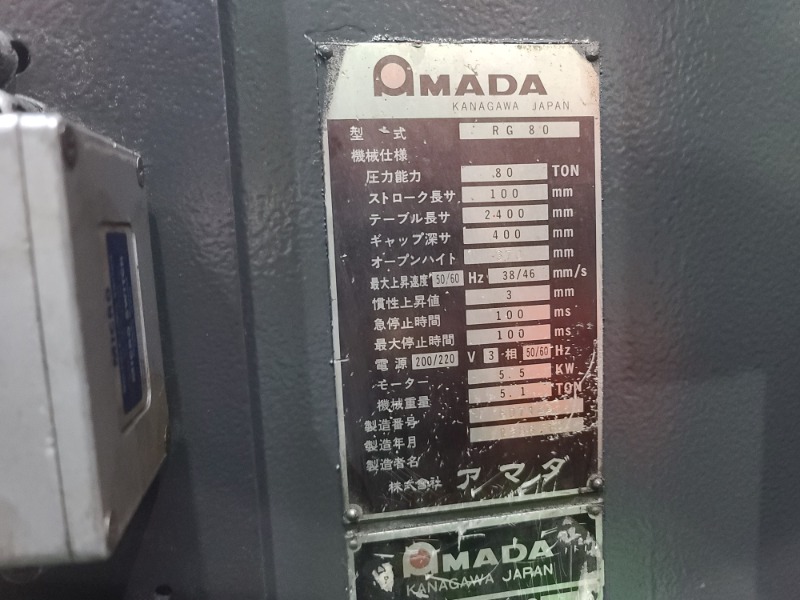 AMADA
KANAGAWA JAPAN
型式 RG 80
機械仕様
圧力能力 80 TON
ストローク長サ 100 mm
テーブル長サ 2400 mm
ギャップ深サ 400 mm
オープンハイト mm
最大上昇速度 50/60 Hz 38/46 mm/s
慣性上昇値 3 mm
急停止時間 100 ms
最大停止時間 100 ms
電源 200/220 V 3 相 50/60 Hz
モーター 5.5 KW
機械重量 5.1 TON
製造番号
製造年月
製造者名
株式會社 アマダ
AMADA
KANAGAWA JAPAN